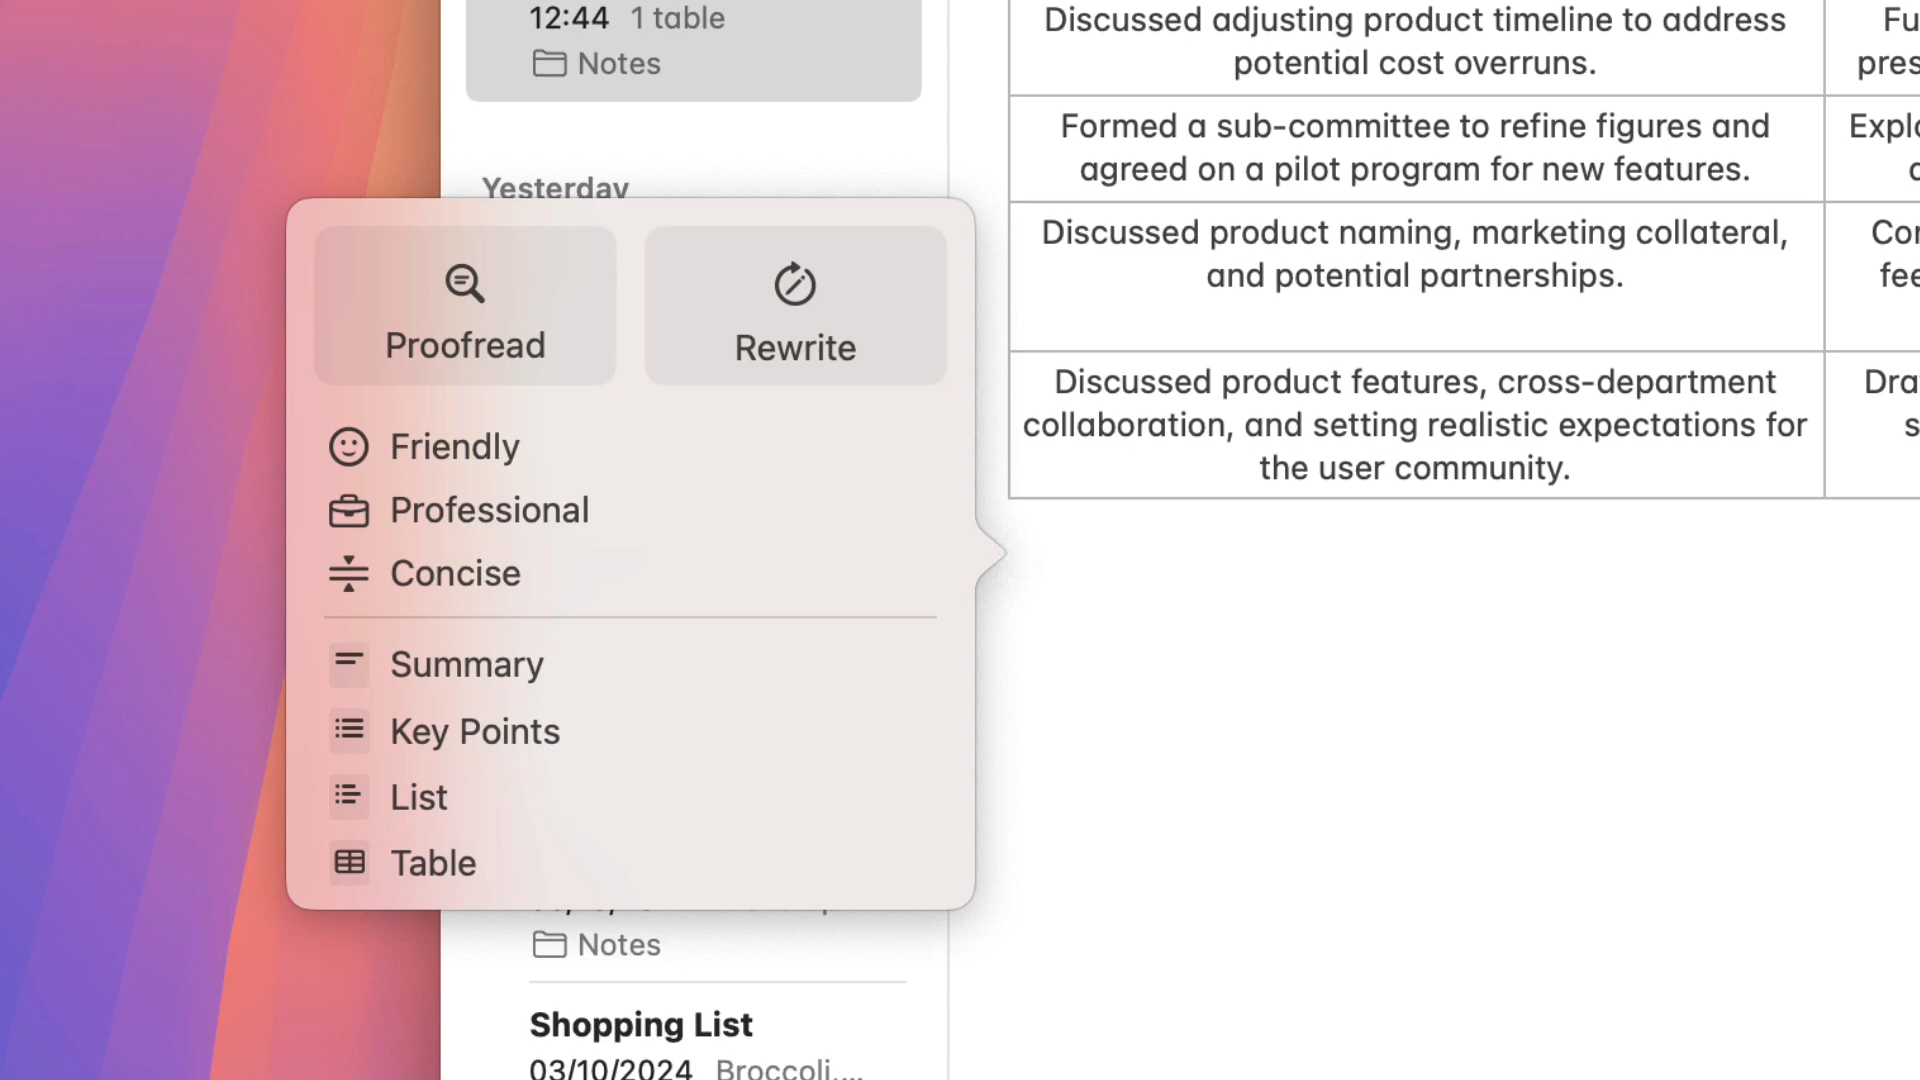 12:44 1 table
Notes
Yesterday
Proofread
Rewrite
Friendly
Professional
Concise
Summary
Key Points
List
Table
Notes
Shopping List
03/10/2024 Broccoli,...
Discussed adjusting product timeline to address
potential cost overruns.
Formed a sub-committee to refine figures and
agreed on a pilot program for new features.
Discussed product naming, marketing collateral,
and potential partnerships.
Discussed product features, cross-department
collaboration, and setting realistic expectations for
the user community.